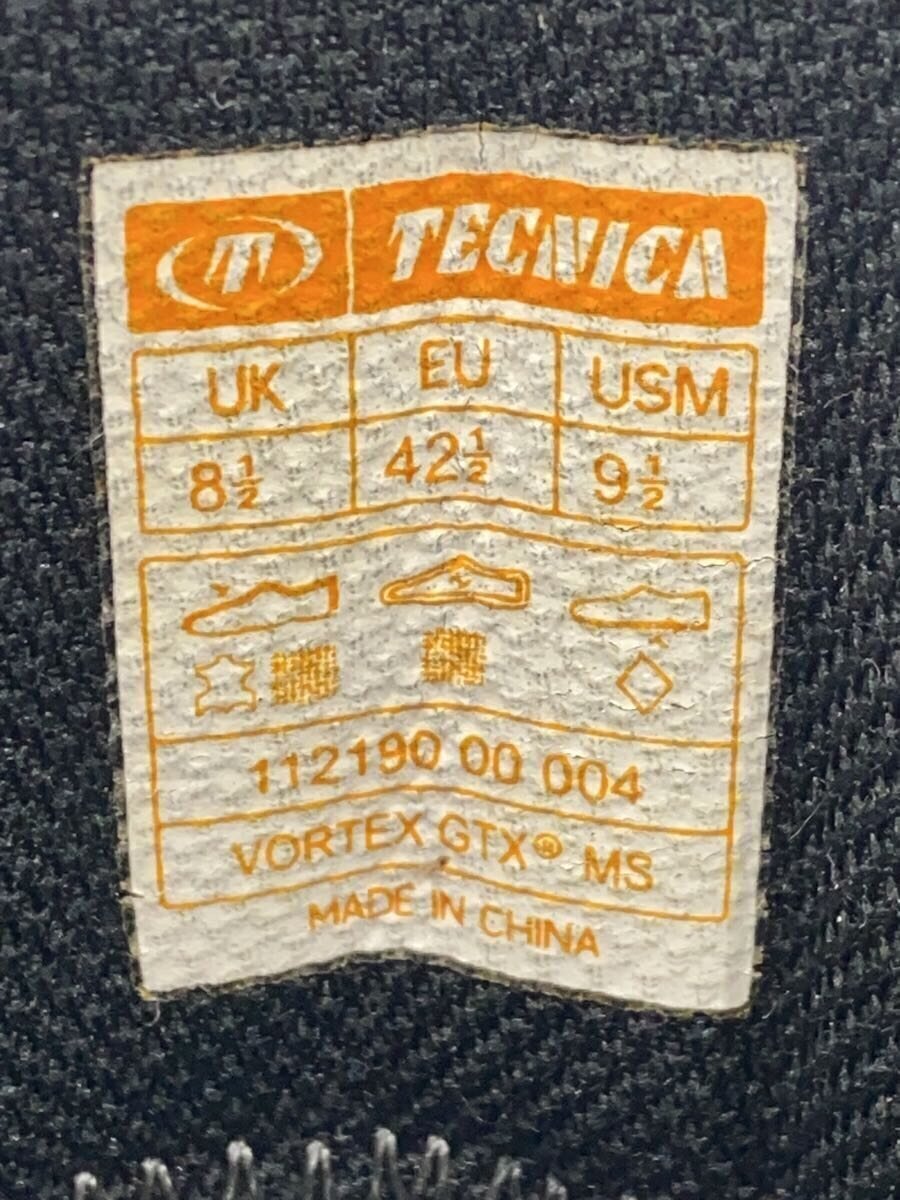 TECNICA
UK EU USM
8½ 42½ 9½
112190 00 004
VORTEX GTX® MS
MADE IN CHINA